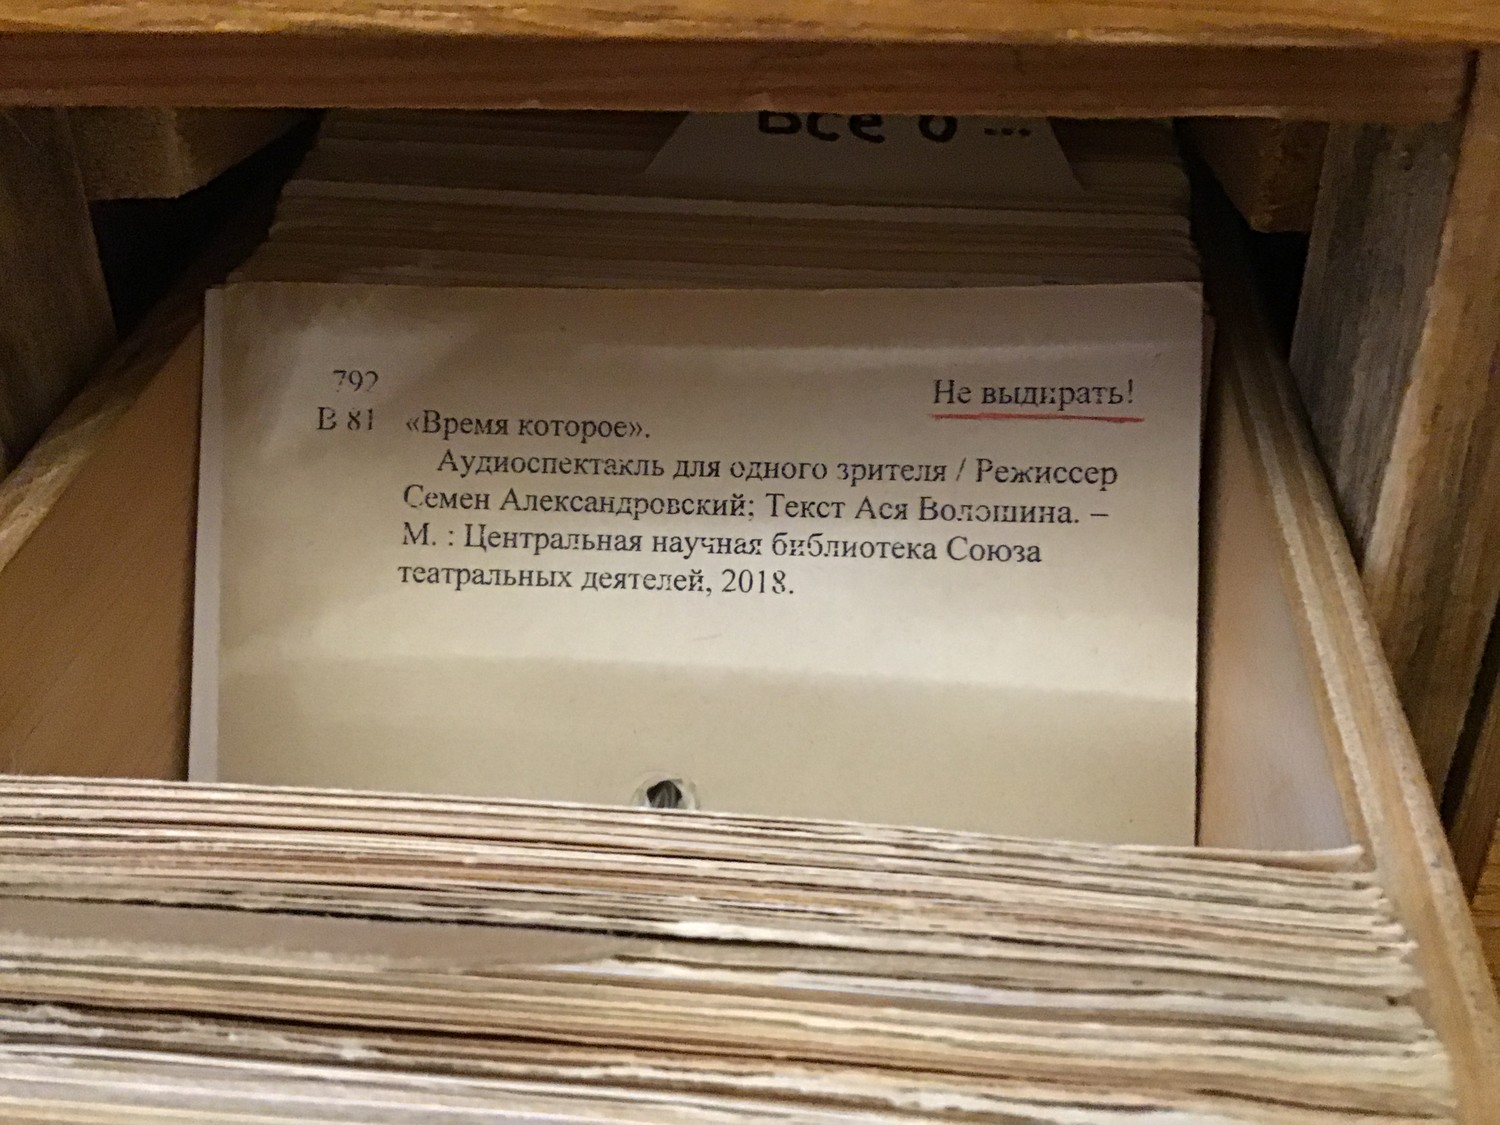 Все о ...
792
Не выдирать!
В 81 «Время которое».
Аудиоспектакль для одного зрителя / Режиссер
Семен Александровский; Текст Ася Волошина. –
М. : Центральная научная библиотека Союза
театральных деятелей, 2018.